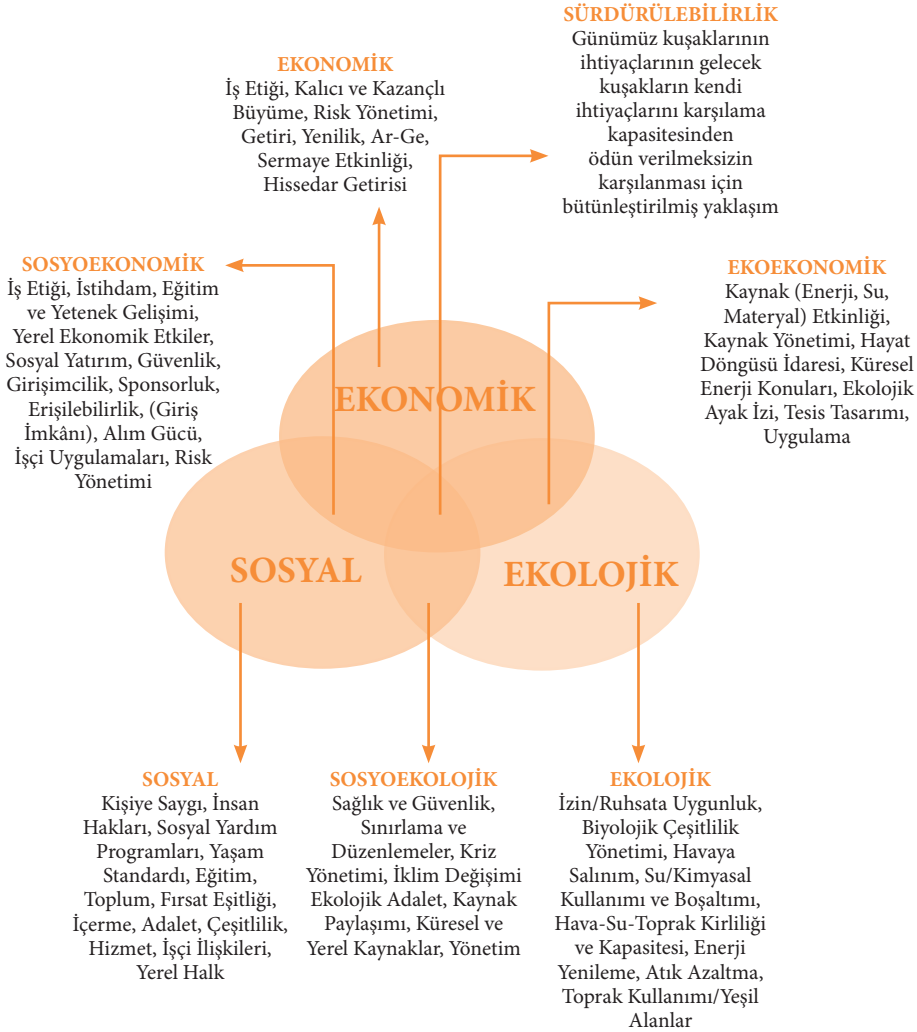 SÜRDÜRÜLEBİLİRLİK
Günümüz kuşaklarının
ihtiyaçlarının gelecek
kuşakların kendi
ihtiyaçlarını karşılama
kapasitesinden
ödün verilmeksizin
karşılanması için
bütünleştirilmiş yaklaşım
EKONOMİK
İş Etiği, Kalıcı ve Kazançlı
Büyüme, Risk Yönetimi,
Getiri, Yenilik, Ar-Ge,
Sermaye Etkinliği,
Hissedar Getirisi
SOSYOEKONOMİK
İş Etiği, İstihdam, Eğitim
ve Yetenek Gelişimi,
Yerel Ekonomik Etkiler,
Sosyal Yatırım, Güvenlik,
Girişimcilik, Sponsorluk,
Erişilebilirlik, (Giriş
İmkânı), Alım Gücü,
İşçi Uygulamaları, Risk
Yönetimi
EKOEKONOMİK
Kaynak (Enerji, Su,
Materyal) Etkinliği,
Kaynak Yönetimi, Hayat
Döngüsü İdaresi, Küresel
Enerji Konuları, Ekolojik
Ayak İzi, Tesis Tasarımı,
Uygulama
EKONOMİK
SOSYAL
EKOLOJİK
SOSYAL
Kişiye Saygı, İnsan
Hakları, Sosyal Yardım
Programları, Yaşam
Standardı, Eğitim,
Toplum, Fırsat Eşitliği,
İçerme, Adalet, Çeşitlilik,
Hizmet, İşçi İlişkileri,
Yerel Halk
SOSYOEKOLOJİK
Sağlık ve Güvenlik,
Sınırlama ve
Düzenlemeler, Kriz
Yönetimi, İklim Değişimi
Ekolojik Adalet, Kaynak
Paylaşımı, Küresel ve
Yerel Kaynaklar, Yönetim
EKOLOJİK
İzin/Ruhsata Uygunluk,
Biyolojik Çeşitlilik
Yönetimi, Havaya
Salınım, Su/Kimyasal
Kullanımı ve Boşaltımı,
Hava-Su-Toprak Kirliliği
ve Kapasitesi, Enerji
Yenileme, Atık Azaltma,
Toprak Kullanımı/Yeşil
Alanlar